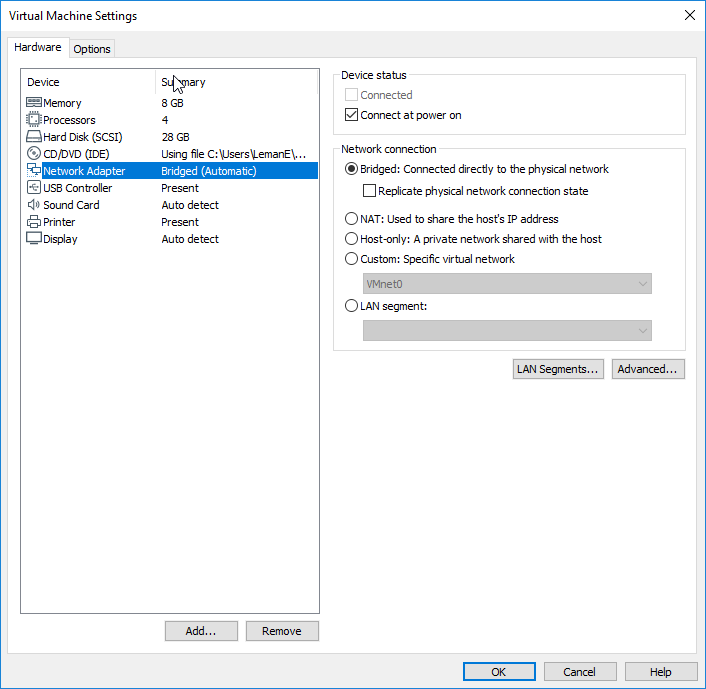 Virtual Machine Settings
Hardware
Options
Device Summary
Memory 8 GB
Processors 4
Hard Disk (SCSI) 28 GB
CD/DVD (IDE) Using file C:\Users\LemanE\...
Network Adapter Bridged (Automatic)
USB Controller Present
Sound Card Auto detect
Printer Present
Display Auto detect
Add...
Remove
Device status
Connected
Connect at power on
Network connection
Bridged: Connected directly to the physical network
Replicate physical network connection state
NAT: Used to share the host's IP address
Host-only: A private network shared with the host
Custom: Specific virtual network
VMnet0
LAN segment:
LAN Segments...
Advanced...
OK
Cancel
Help